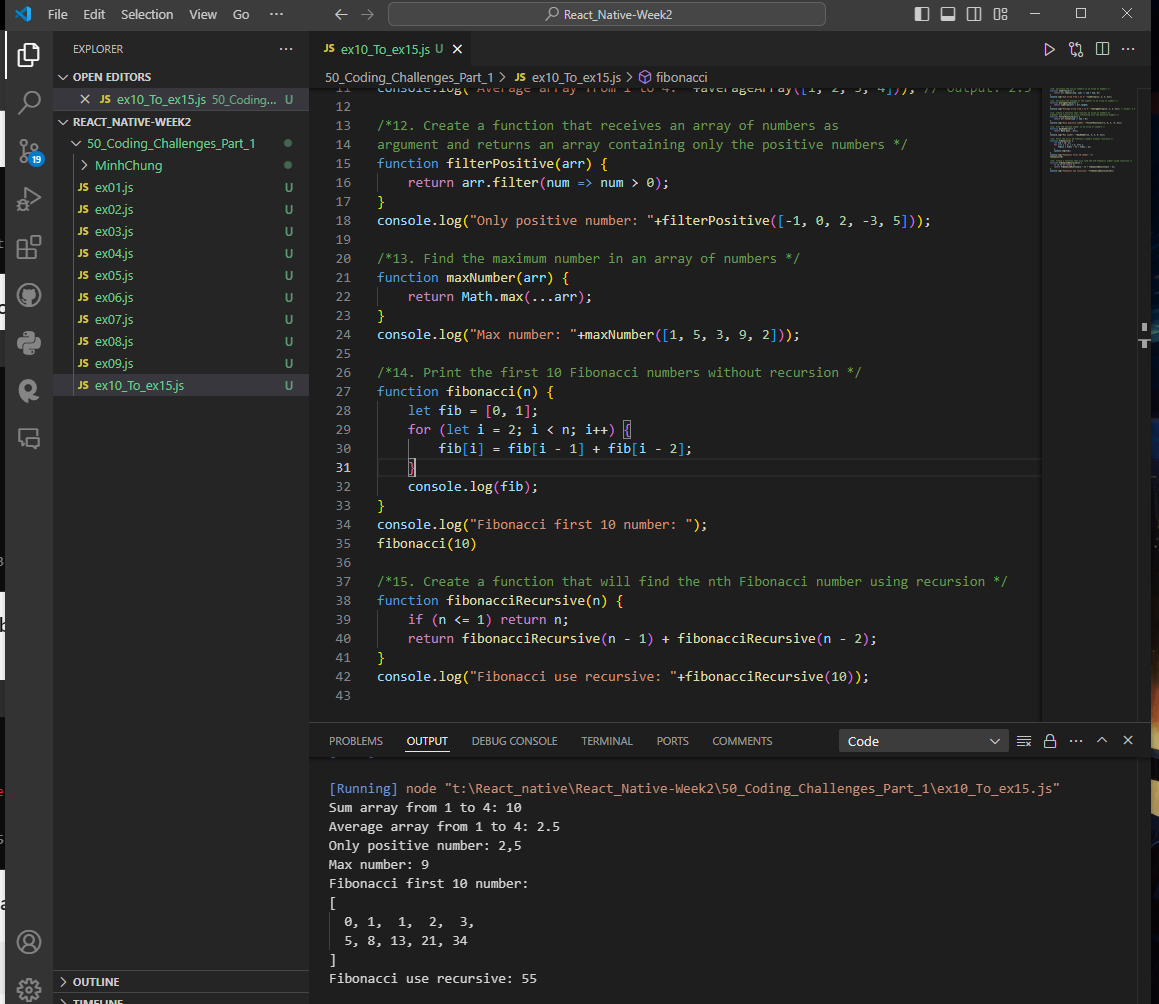 File Edit Selection View Go ··· React_Native-Week2
EXPLORER ···
OPEN EDITORS
JS ex10_To_ex15.js 50_Coding... U
REACT_NATIVE-WEEK2
50_Coding_Challenges_Part_1
MinhChung
JS ex01.js U
JS ex02.js U
JS ex03.js U
JS ex04.js U
JS ex05.js U
JS ex06.js U
JS ex07.js U
JS ex08.js U
JS ex09.js U
JS ex10_To_ex15.js U
OUTLINE
TIMELINE
19
JS ex10_To_ex15.js U
50_Coding_Challenges_Part_1 > JS ex10_To_ex15.js > fibonacci
11 console.log("Average array from 1 to 4: "+averageArray([1, 2, 3, 4])); // Output: 2.5
12
13 /*12. Create a function that receives an array of numbers as
14 argument and returns an array containing only the positive numbers */
15 function filterPositive(arr) {
16 return arr.filter(num => num > 0);
17 }
18 console.log("Only positive number: "+filterPositive([-1, 0, 2, -3, 5]));
19
20 /*13. Find the maximum number in an array of numbers */
21 function maxNumber(arr) {
22 return Math.max(...arr);
23 }
24 console.log("Max number: "+maxNumber([1, 5, 3, 9, 2]));
25
26 /*14. Print the first 10 Fibonacci numbers without recursion */
27 function fibonacci(n) {
28 let fib = [0, 1];
29 for (let i = 2; i < n; i++) {
30 fib[i] = fib[i - 1] + fib[i - 2];
31 }
32 console.log(fib);
33 }
34 console.log("Fibonacci first 10 number: ");
35 fibonacci(10)
36
37 /*15. Create a function that will find the nth Fibonacci number using recursion */
38 function fibonacciRecursive(n) {
39 if (n <= 1) return n;
40 return fibonacciRecursive(n - 1) + fibonacciRecursive(n - 2);
41 }
42 console.log("Fibonacci use recursive: "+fibonacciRecursive(10));
43
PROBLEMS OUTPUT DEBUG CONSOLE TERMINAL PORTS COMMENTS Code ···
[Running] node "t:\React_native\React_Native-Week2\50_Coding_Challenges_Part_1\ex10_To_ex15.js"
Sum array from 1 to 4: 10
Average array from 1 to 4: 2.5
Only positive number: 2,5
Max number: 9
Fibonacci first 10 number:
[
0, 1, 1, 2, 3,
5, 8, 13, 21, 34
]
Fibonacci use recursive: 55